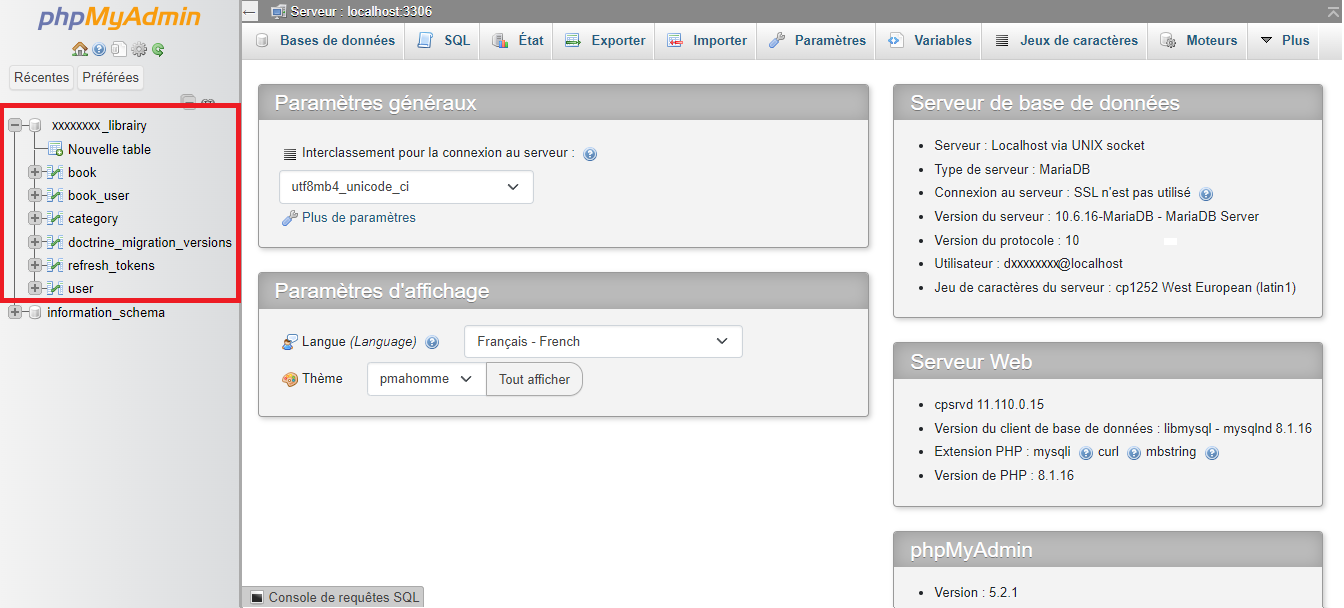 phpMyAdmin
Récentes Préférées
xxxxxxxx_librairy
Nouvelle table
book
book_user
category
doctrine_migration_versions
refresh_tokens
user
information_schema
Serveur : localhost:3306
Bases de données SQL État Exporter Importer Paramètres Variables Jeux de caractères Moteurs Plus
Paramètres généraux
Interclassement pour la connexion au serveur :
utf8mb4_unicode_ci
Plus de paramètres
Paramètres d'affichage
Langue (Language) Français - French
Thème pmahomme Tout afficher
Serveur de base de données
Serveur : Localhost via UNIX socket
Type de serveur : MariaDB
Connexion au serveur : SSL n'est pas utilisé
Version du serveur : 10.6.16-MariaDB - MariaDB Server
Version du protocole : 10
Utilisateur : dxxxxxxxx@localhost
Jeu de caractères du serveur : cp1252 West European (latin1)
Serveur Web
cpsrvd 11.110.0.15
Version du client de base de données : libmysql - mysqlnd 8.1.16
Extension PHP : mysqli curl mbstring
Version de PHP : 8.1.16
phpMyAdmin
Version : 5.2.1
Console de requêtes SQL